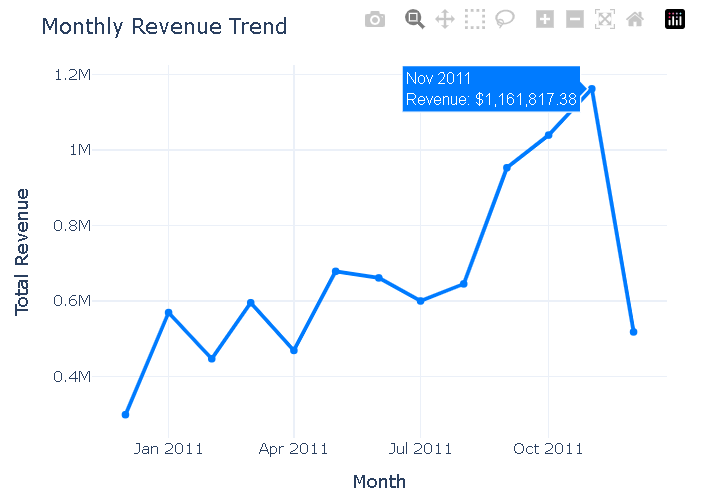 Monthly Revenue Trend
1.2M
Nov 2011
Revenue: $1,161,817.38
1M
0.8M
0.6M
0.4M
Total Revenue
Jan 2011
Apr 2011
Jul 2011
Oct 2011
Month